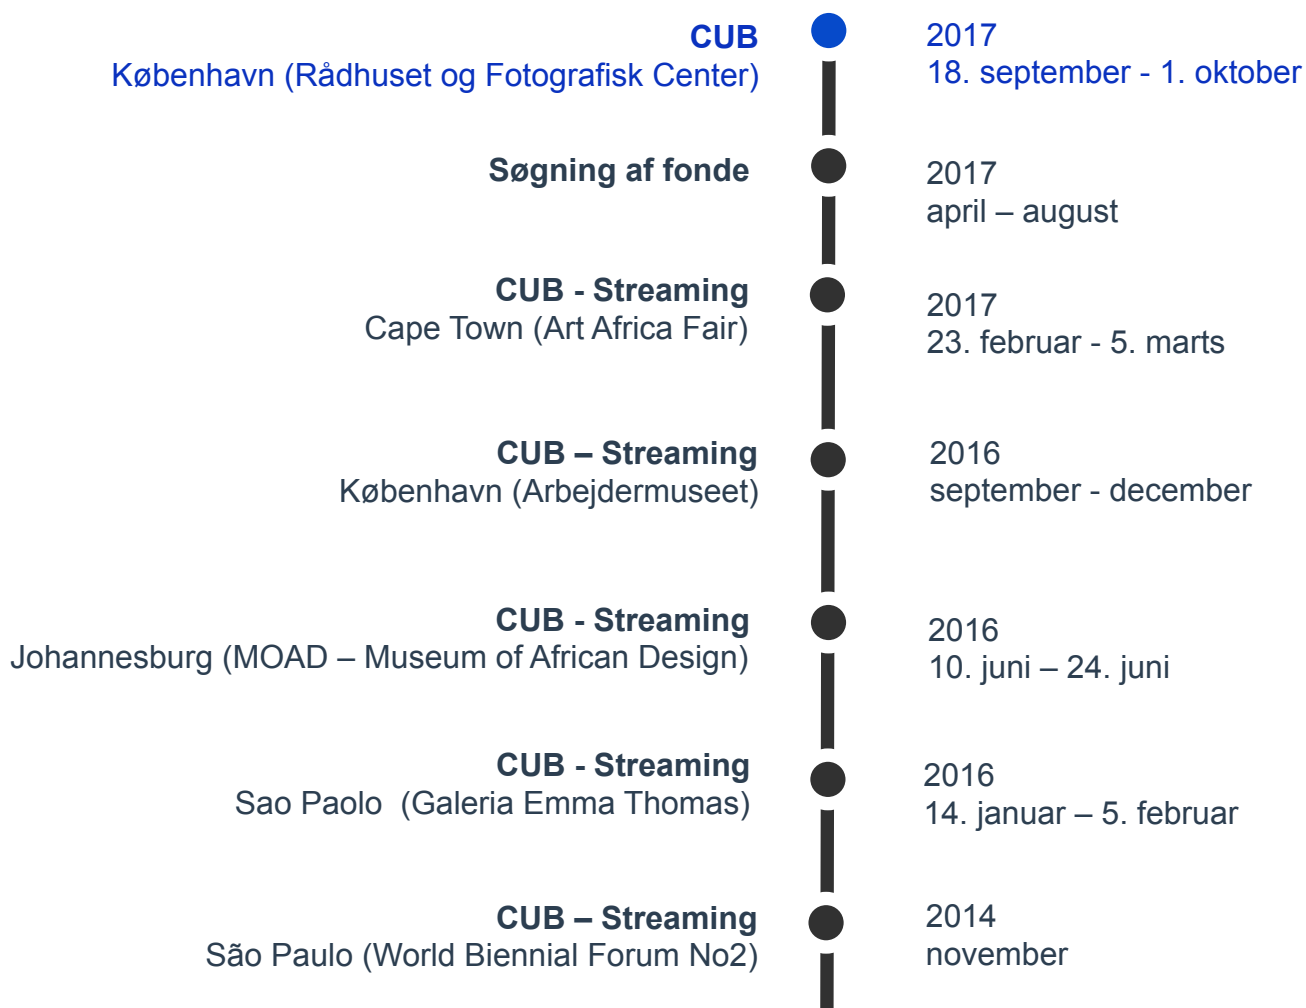 CUB
København (Rådhuset og Fotografisk Center)
2017
18. september - 1. oktober
Søgning af fonde
2017
april – august
CUB - Streaming
Cape Town (Art Africa Fair)
2017
23. februar - 5. marts
CUB – Streaming
København (Arbejdermuseet)
2016
september - december
CUB - Streaming
Johannesburg (MOAD – Museum of African Design)
2016
10. juni – 24. juni
CUB - Streaming
Sao Paolo (Galeria Emma Thomas)
2016
14. januar – 5. februar
CUB – Streaming
São Paulo (World Biennial Forum No2)
2014
november